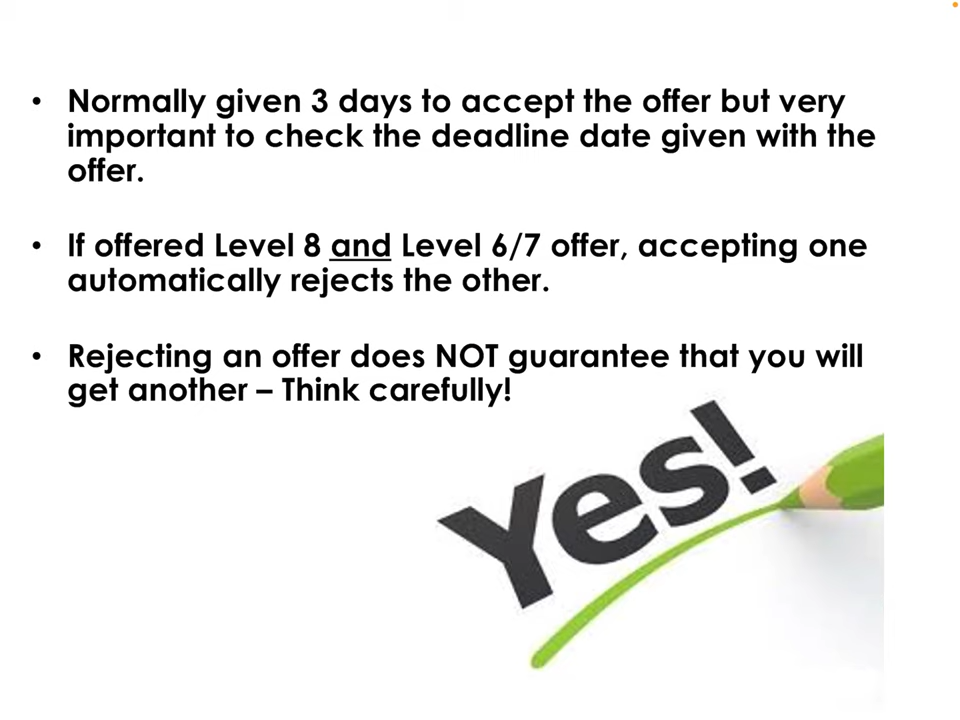 • Normally given 3 days to accept the offer but very
important to check the deadline date given with the
offer.
• If offered Level 8 and Level 6/7 offer, accepting one
automatically rejects the other.
• Rejecting an offer does NOT guarantee that you will
get another – Think carefully!
Yes!